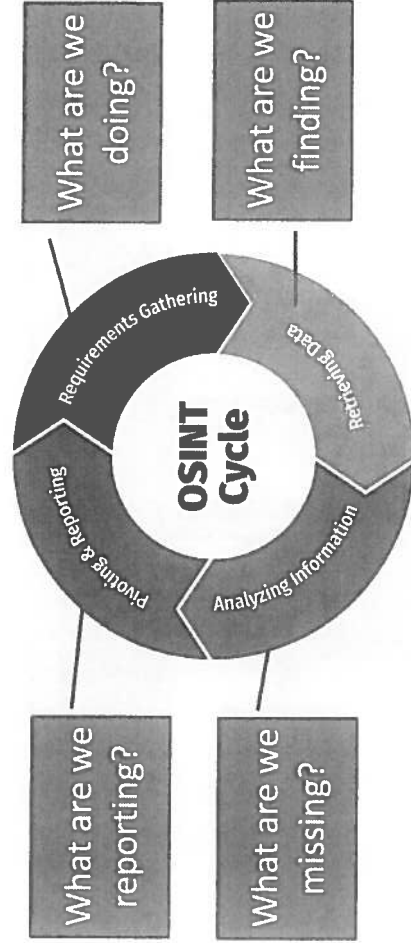 What are we
reporting?
What are we
doing?
Pivoting & Reporting
Requirements Gathering
OSINT
Cycle
Analyzing Information
Retrieving Data
What are we
missing?
What are we
finding?